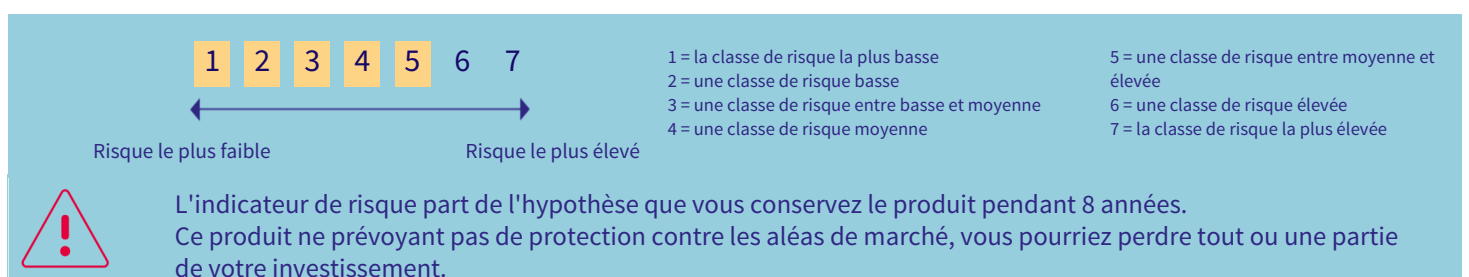 1 2 3 4 5 6 7
Risque le plus faible
Risque le plus élevé
1 = la classe de risque la plus basse
2 = une classe de risque basse
3 = une classe de risque entre basse et moyenne
4 = une classe de risque moyenne
5 = une classe de risque entre moyenne et
élevée
6 = une classe de risque élevée
7 = la classe de risque la plus élevée
L'indicateur de risque part de l'hypothèse que vous conservez le produit pendant 8 années.
Ce produit ne prévoyant pas de protection contre les aléas de marché, vous pourriez perdre tout ou une partie
de votre investissement.